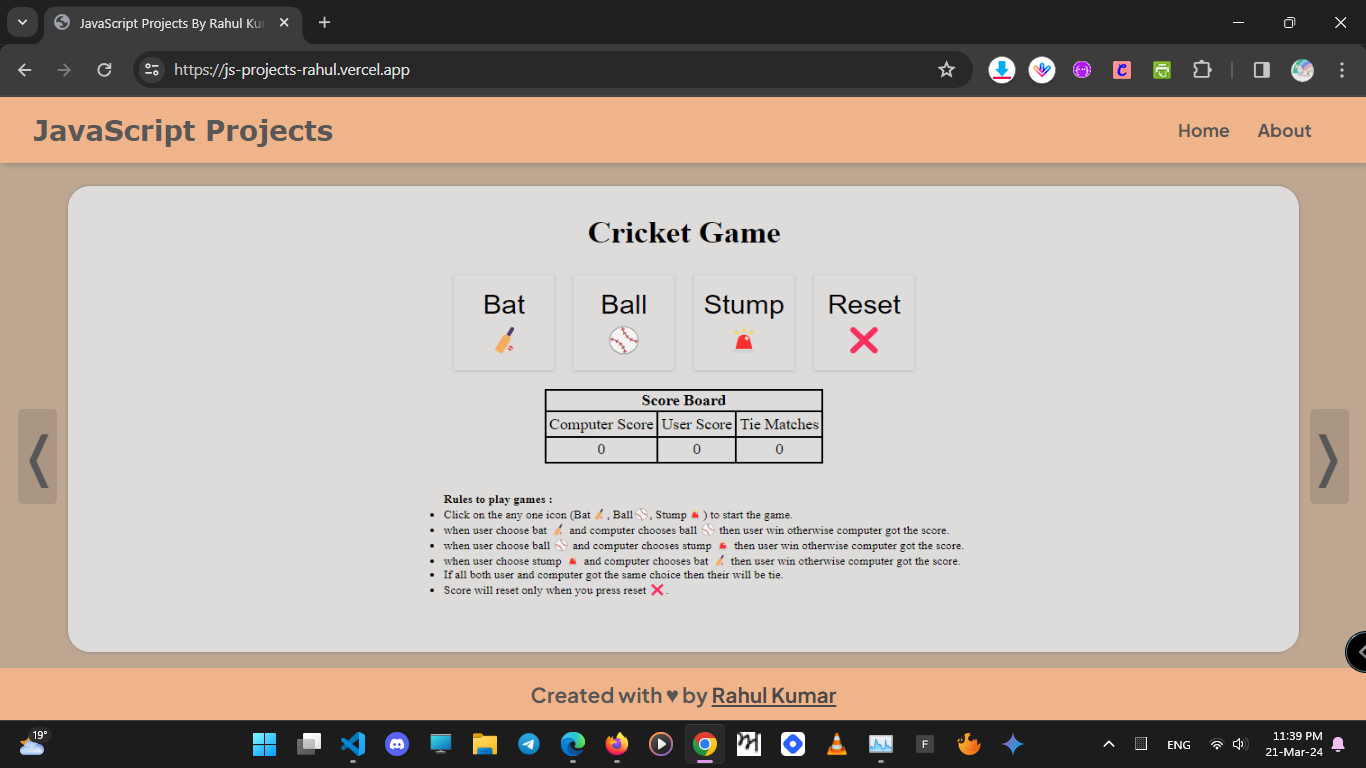 JavaScript Projects By Rahul Kur
https://js-projects-rahul.vercel.app
JavaScript Projects
Home About
Cricket Game
Bat Ball Stump Reset
Score Board
Computer Score User Score Tie Matches
0 0 0
Rules to play games :
Click on the any one icon (Bat 🏏, Ball⚾, Stump 🚨 ) to start the game.
when user choose bat 🏏 and computer chooses ball ⚾ then user win otherwise computer got the score.
when user choose ball ⚾ and computer chooses stump 🚨 then user win otherwise computer got the score.
when user choose stump 🚨 and computer chooses bat 🏏 then user win otherwise computer got the score.
If all both user and computer got the same choice then their will be tie.
Score will reset only when you press reset ❌ .
Created with ♥ by Rahul Kumar
19°
ENG
11:39 PM
21-Mar-24